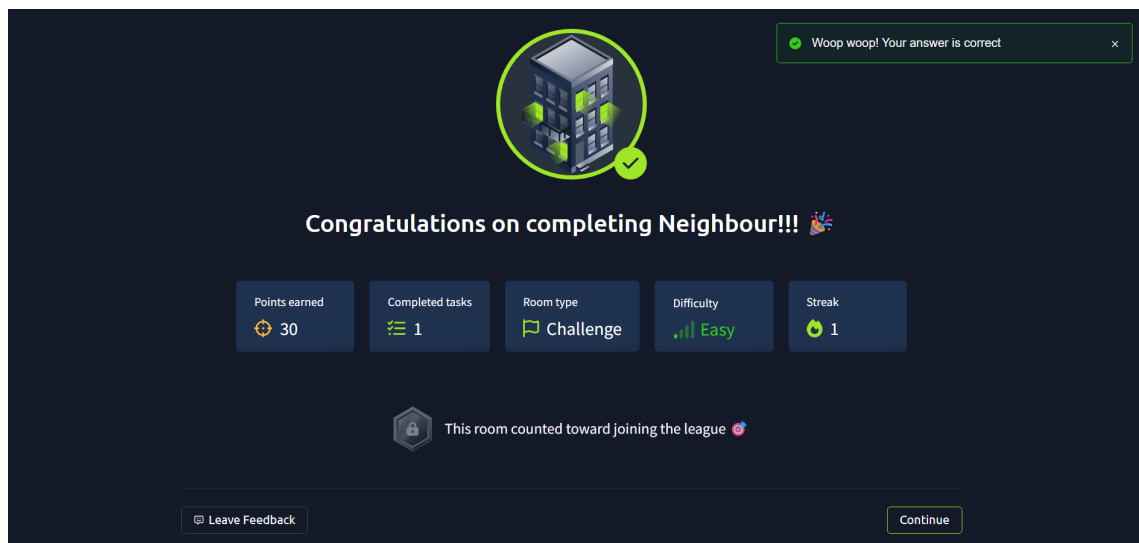 Woop woop! Your answer is correct ×
Congratulations on completing Neighbour!!! 🎉
Points earned
30
Completed tasks
1
Room type
Challenge
Difficulty
Easy
Streak
1
This room counted toward joining the league 🎯
Leave Feedback
Continue